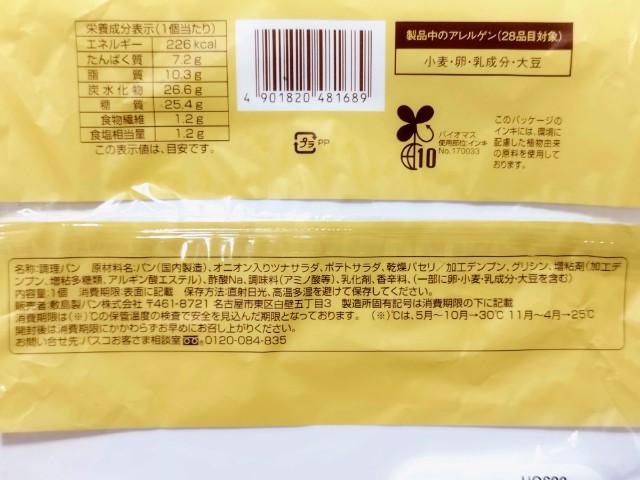 栄養成分表示(1個当たり)
エネルギー 226kcal
たんぱく質 7.2g
脂質 10.3g
炭水化物 26.6g
糖質 25.4g
食物繊維 1.2g
食塩相当量 1.2g
この表示値は、目安です。
4 901820 481689
プラ PP
製品中のアレルゲン(28品目対象)
小麦・卵・乳成分・大豆
10
バイオマス
使用部位:インキ
No.170033
このパッケージの
インキには、環境に
配慮した植物由来
の原料を使用して
おります。
名称:調理パン 原材料名:パン(国内製造)、オニオン入りツナサラダ、ポテトサラダ、乾燥パセリ/加工デンプン、グリシン、増粘剤(加工デ
ンプン、増粘多糖類、アルギン酸エステル)、酢酸Na、調味料(アミノ酸等)、乳化剤、香辛料、(一部に卵・小麦・乳成分・大豆を含む)
内容量:1個 消費期限:表面に記載 保存方法:直射日光、高温多湿を避けて保存してください。
販売者:敷島製パン株式会社 〒461-8721 名古屋市東区白壁五丁目3 製造所固有記号は消費期限の下に記載
消費期限は(※)℃の保管温度の検査で安全を見込んだ期限となっております。 (※)℃は、5月〜10月→30℃ 11月〜4月→25℃
開封後は消費期限にかかわらずお早めにお召し上がりください。
お問い合せ先:パスコお客さま相談室 0120-084-835